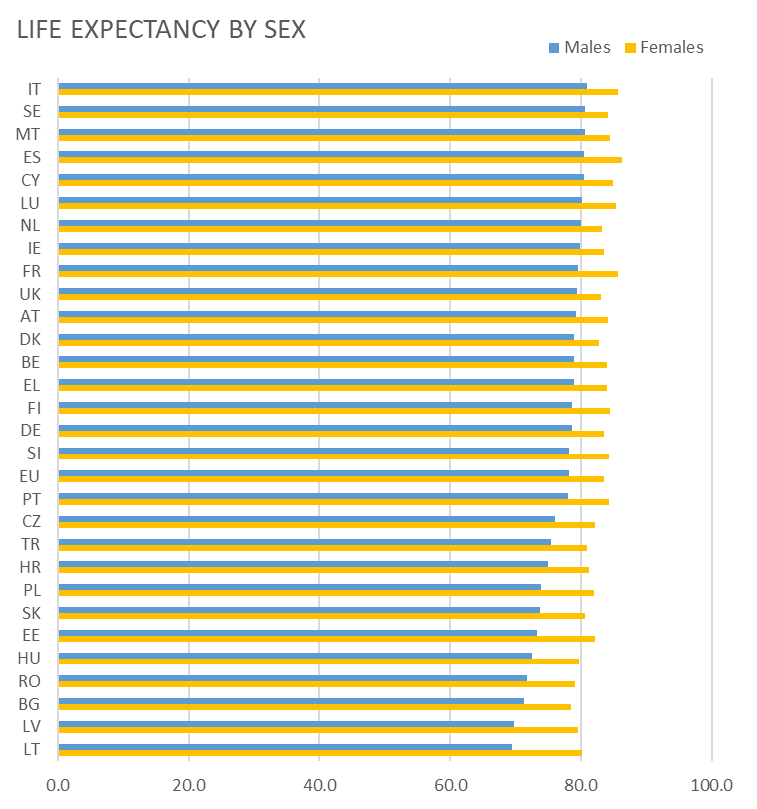 LIFE EXPECTANCY BY SEX
Males Females
IT
SE
MT
ES
CY
LU
NL
IE
FR
UK
AT
DK
BE
EL
FI
DE
SI
EU
PT
CZ
TR
HR
PL
SK
EE
HU
RO
BG
LV
LT
0.0 20.0 40.0 60.0 80.0 100.0